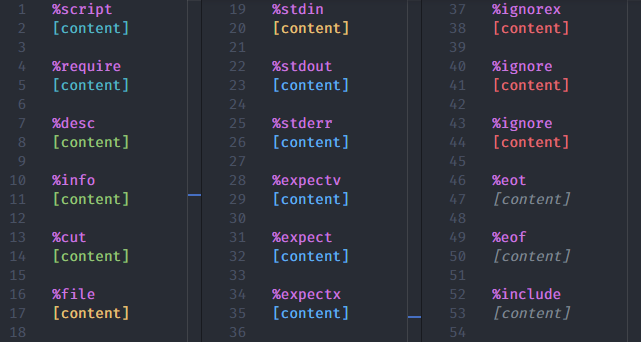 1 %script
2 [content]
3
4 %require
5 [content]
6
7 %desc
8 [content]
9
10 %info
11 [content]
12
13 %cut
14 [content]
15
16 %file
17 [content]
18
19 %stdin
20 [content]
21
22 %stdout
23 [content]
24
25 %stderr
26 [content]
27
28 %expectv
29 [content]
30
31 %expect
32 [content]
33
34 %expectx
35 [content]
36
37 %ignorex
38 [content]
39
40 %ignore
41 [content]
42
43 %ignore
44 [content]
45
46 %eot
47 [content]
48
49 %eof
50 [content]
51
52 %include
53 [content]
54